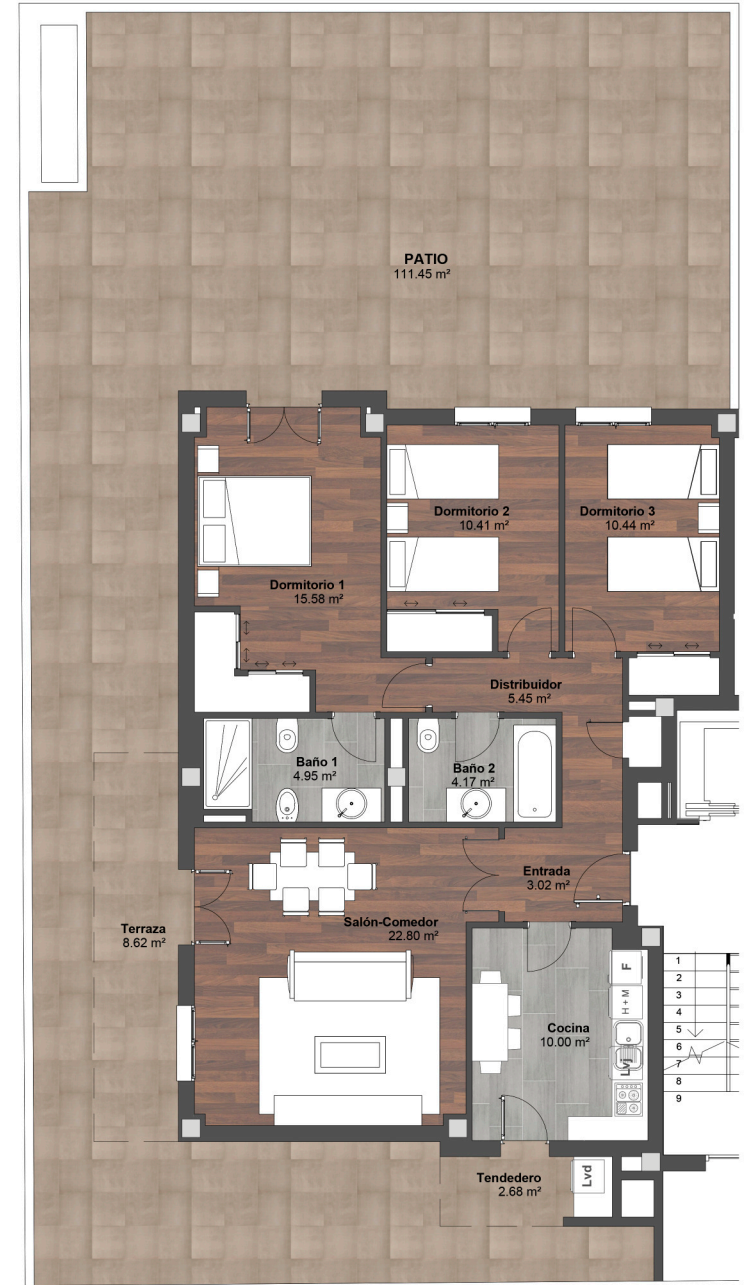 PATIO
111.45 m²
Dormitorio 2
10.41 m²
Dormitorio 3
10.44 m²
Dormitorio 1
15.58 m²
Distribuidor
5.45 m²
Baño 1
4.95 m²
Baño 2
4.17 m²
Entrada
3.02 m²
Terraza
8.62 m²
Salón-Comedor
22.80 m²
F
H + M
Cocina
10.00 m²
Lvj
1
2
3
4
5
6
7
8
9
Tendedero
2.68 m²
Lvd